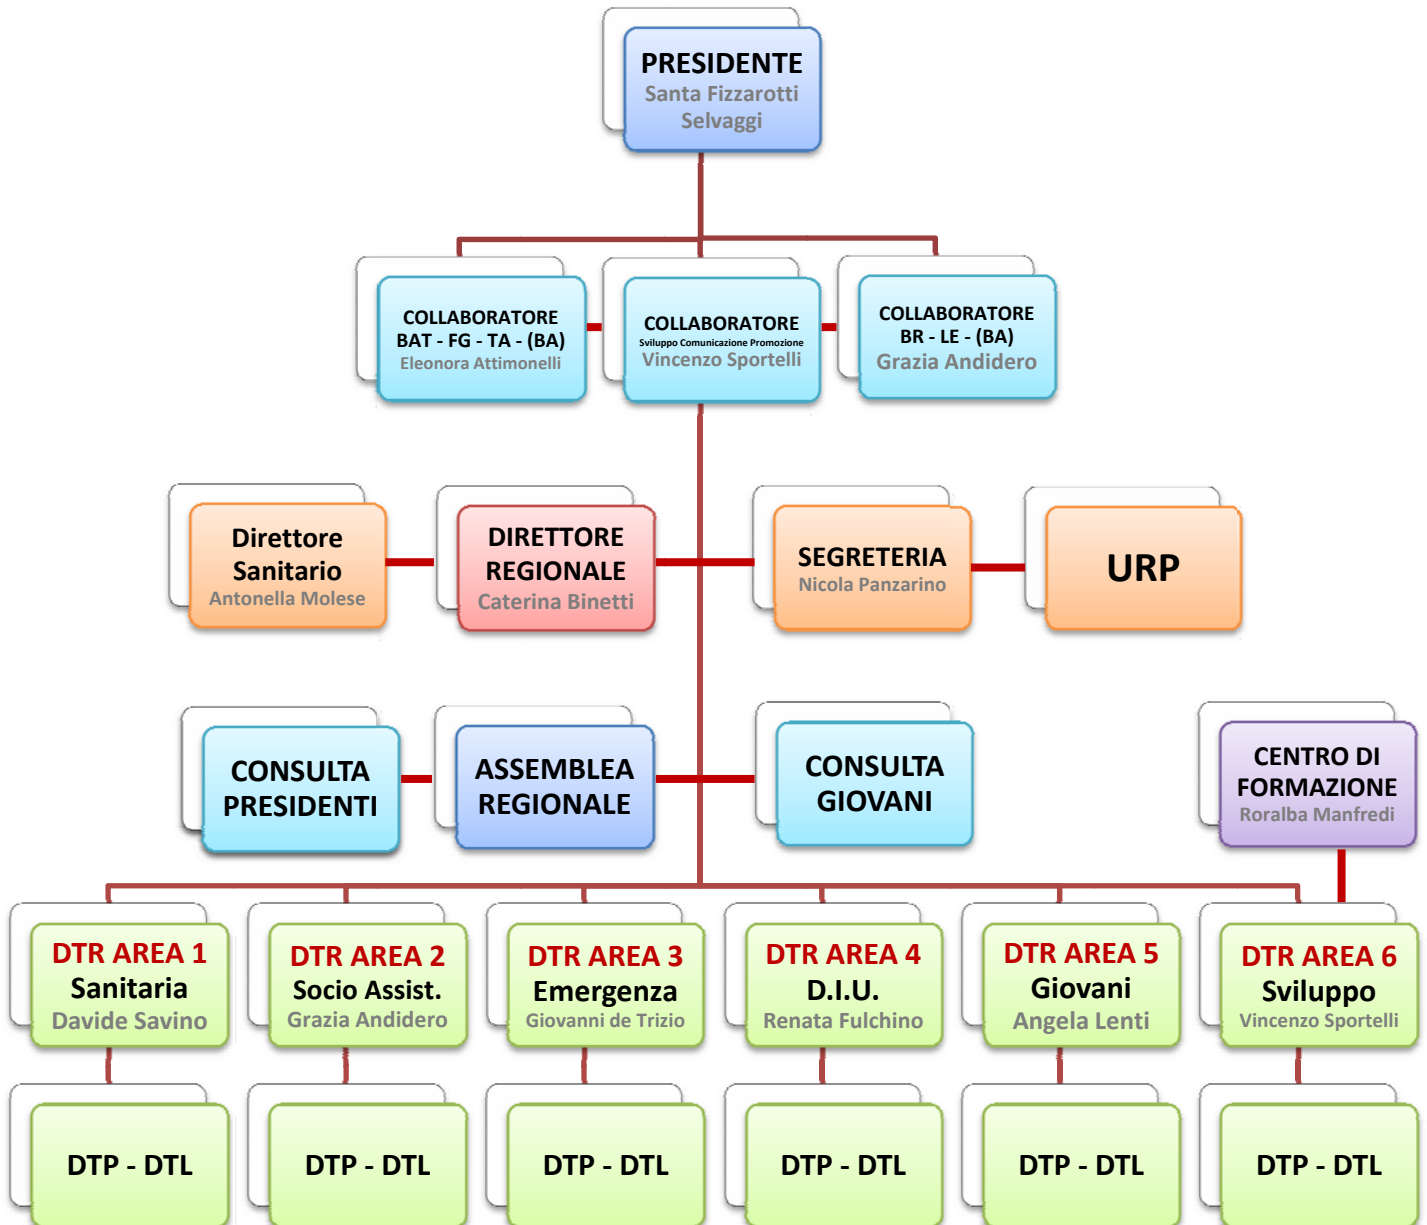 PRESIDENTE
Santa Fizzarotti
Selvaggi
COLLABORATORE
BAT - FG - TA - (BA)
Eleonora Attimonelli
COLLABORATORE
Sviluppo Comunicazione Promozione
Vincenzo Sportelli
COLLABORATORE
BR - LE - (BA)
Grazia Andidero
Direttore
Sanitario
Antonella Molese
DIRETTORE
REGIONALE
Caterina Binetti
SEGRETERIA
Nicola Panzarino
URP
CONSULTA
PRESIDENTI
ASSEMBLEA
REGIONALE
CONSULTA
GIOVANI
CENTRO DI
FORMAZIONE
Roralba Manfredi
DTR AREA 1
Sanitaria
Davide Savino
DTR AREA 2
Socio Assist.
Grazia Andidero
DTR AREA 3
Emergenza
Giovanni de Trizio
DTR AREA 4
D.I.U.
Renata Fulchino
DTR AREA 5
Giovani
Angela Lenti
DTR AREA 6
Sviluppo
Vincenzo Sportelli
DTP - DTL
DTP - DTL
DTP - DTL
DTP - DTL
DTP - DTL
DTP - DTL